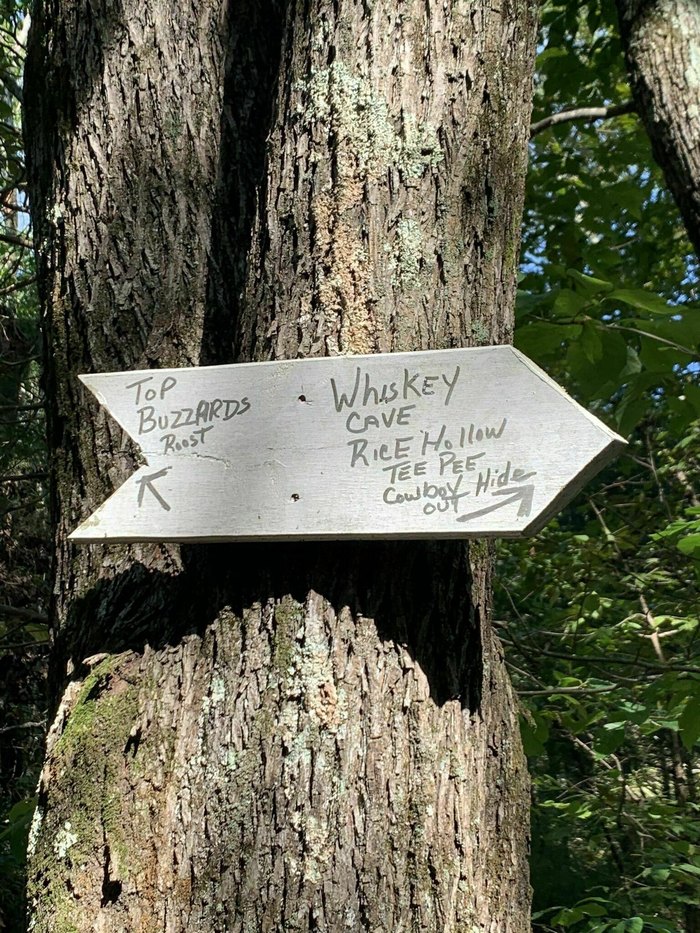 Top
BUZZARDS
Roost
WHISKEY
CAVE
RICE Hollow
TEE PEE
Cowboy Hide
out